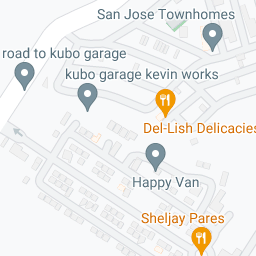 San Jose Townhomes
road to kubo garage
kubo garage kevin works
Del-Lish Delicacies
Happy Van
Sheljay Pares